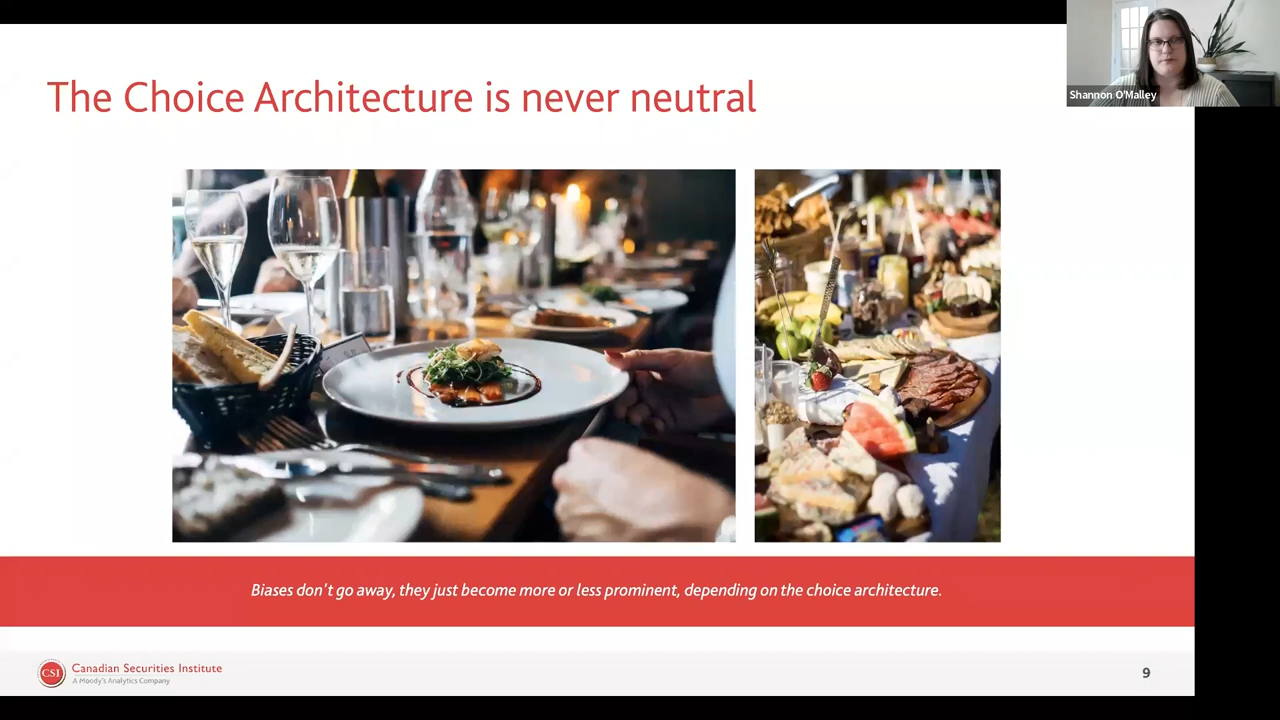 The Choice Architecture is never neutral
Shannon O'Malley
Biases don't go away, they just become more or less prominent, depending on the choice architecture.
CSI
Canadian Securities Institute
A Moody's Analytics Company
9